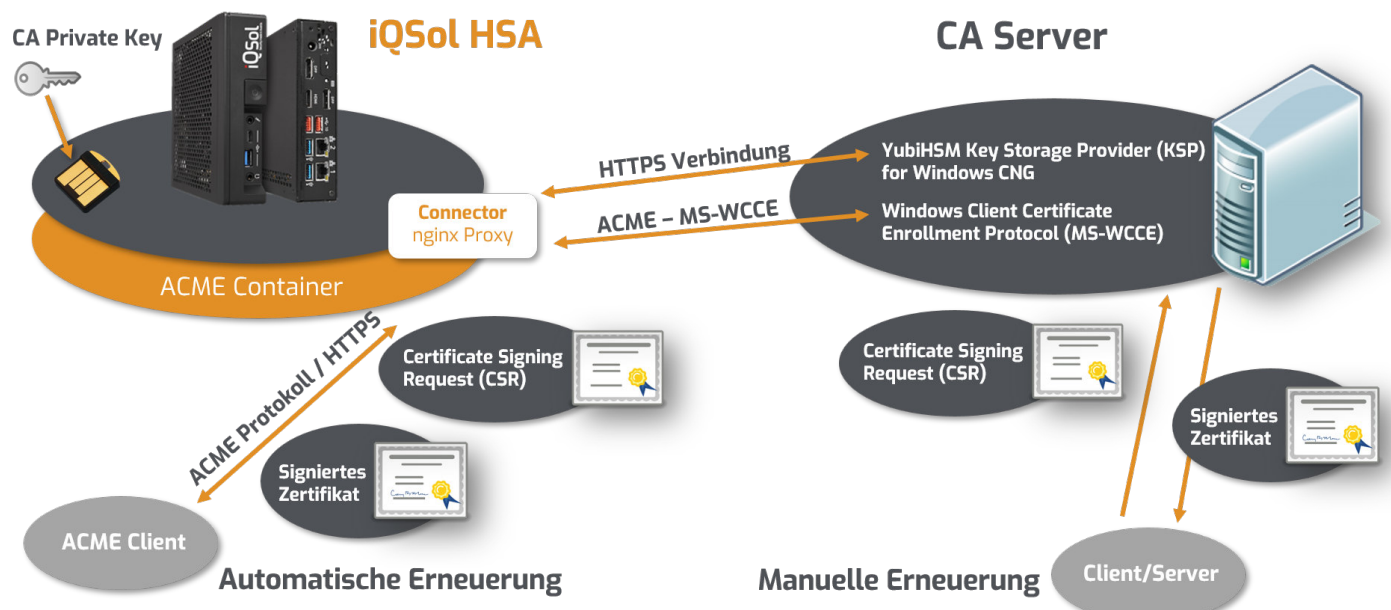 CA Private Key
iQSol
iQSol HSA
CA Server
HTTPS Verbindung
YubiHSM Key Storage Provider (KSP)
for Windows CNG
Connector
nginx Proxy
ACME – MS-WCCE
Windows Client Certificate
Enrollment Protocol (MS-WCCE)
ACME Container
ACME Protokoll / HTTPS
Certificate Signing
Request (CSR)
Certificate Signing
Request (CSR)
Signiertes
Zertifikat
Signiertes
Zertifikat
ACME Client
Automatische Erneuerung
Manuelle Erneuerung
Client/Server